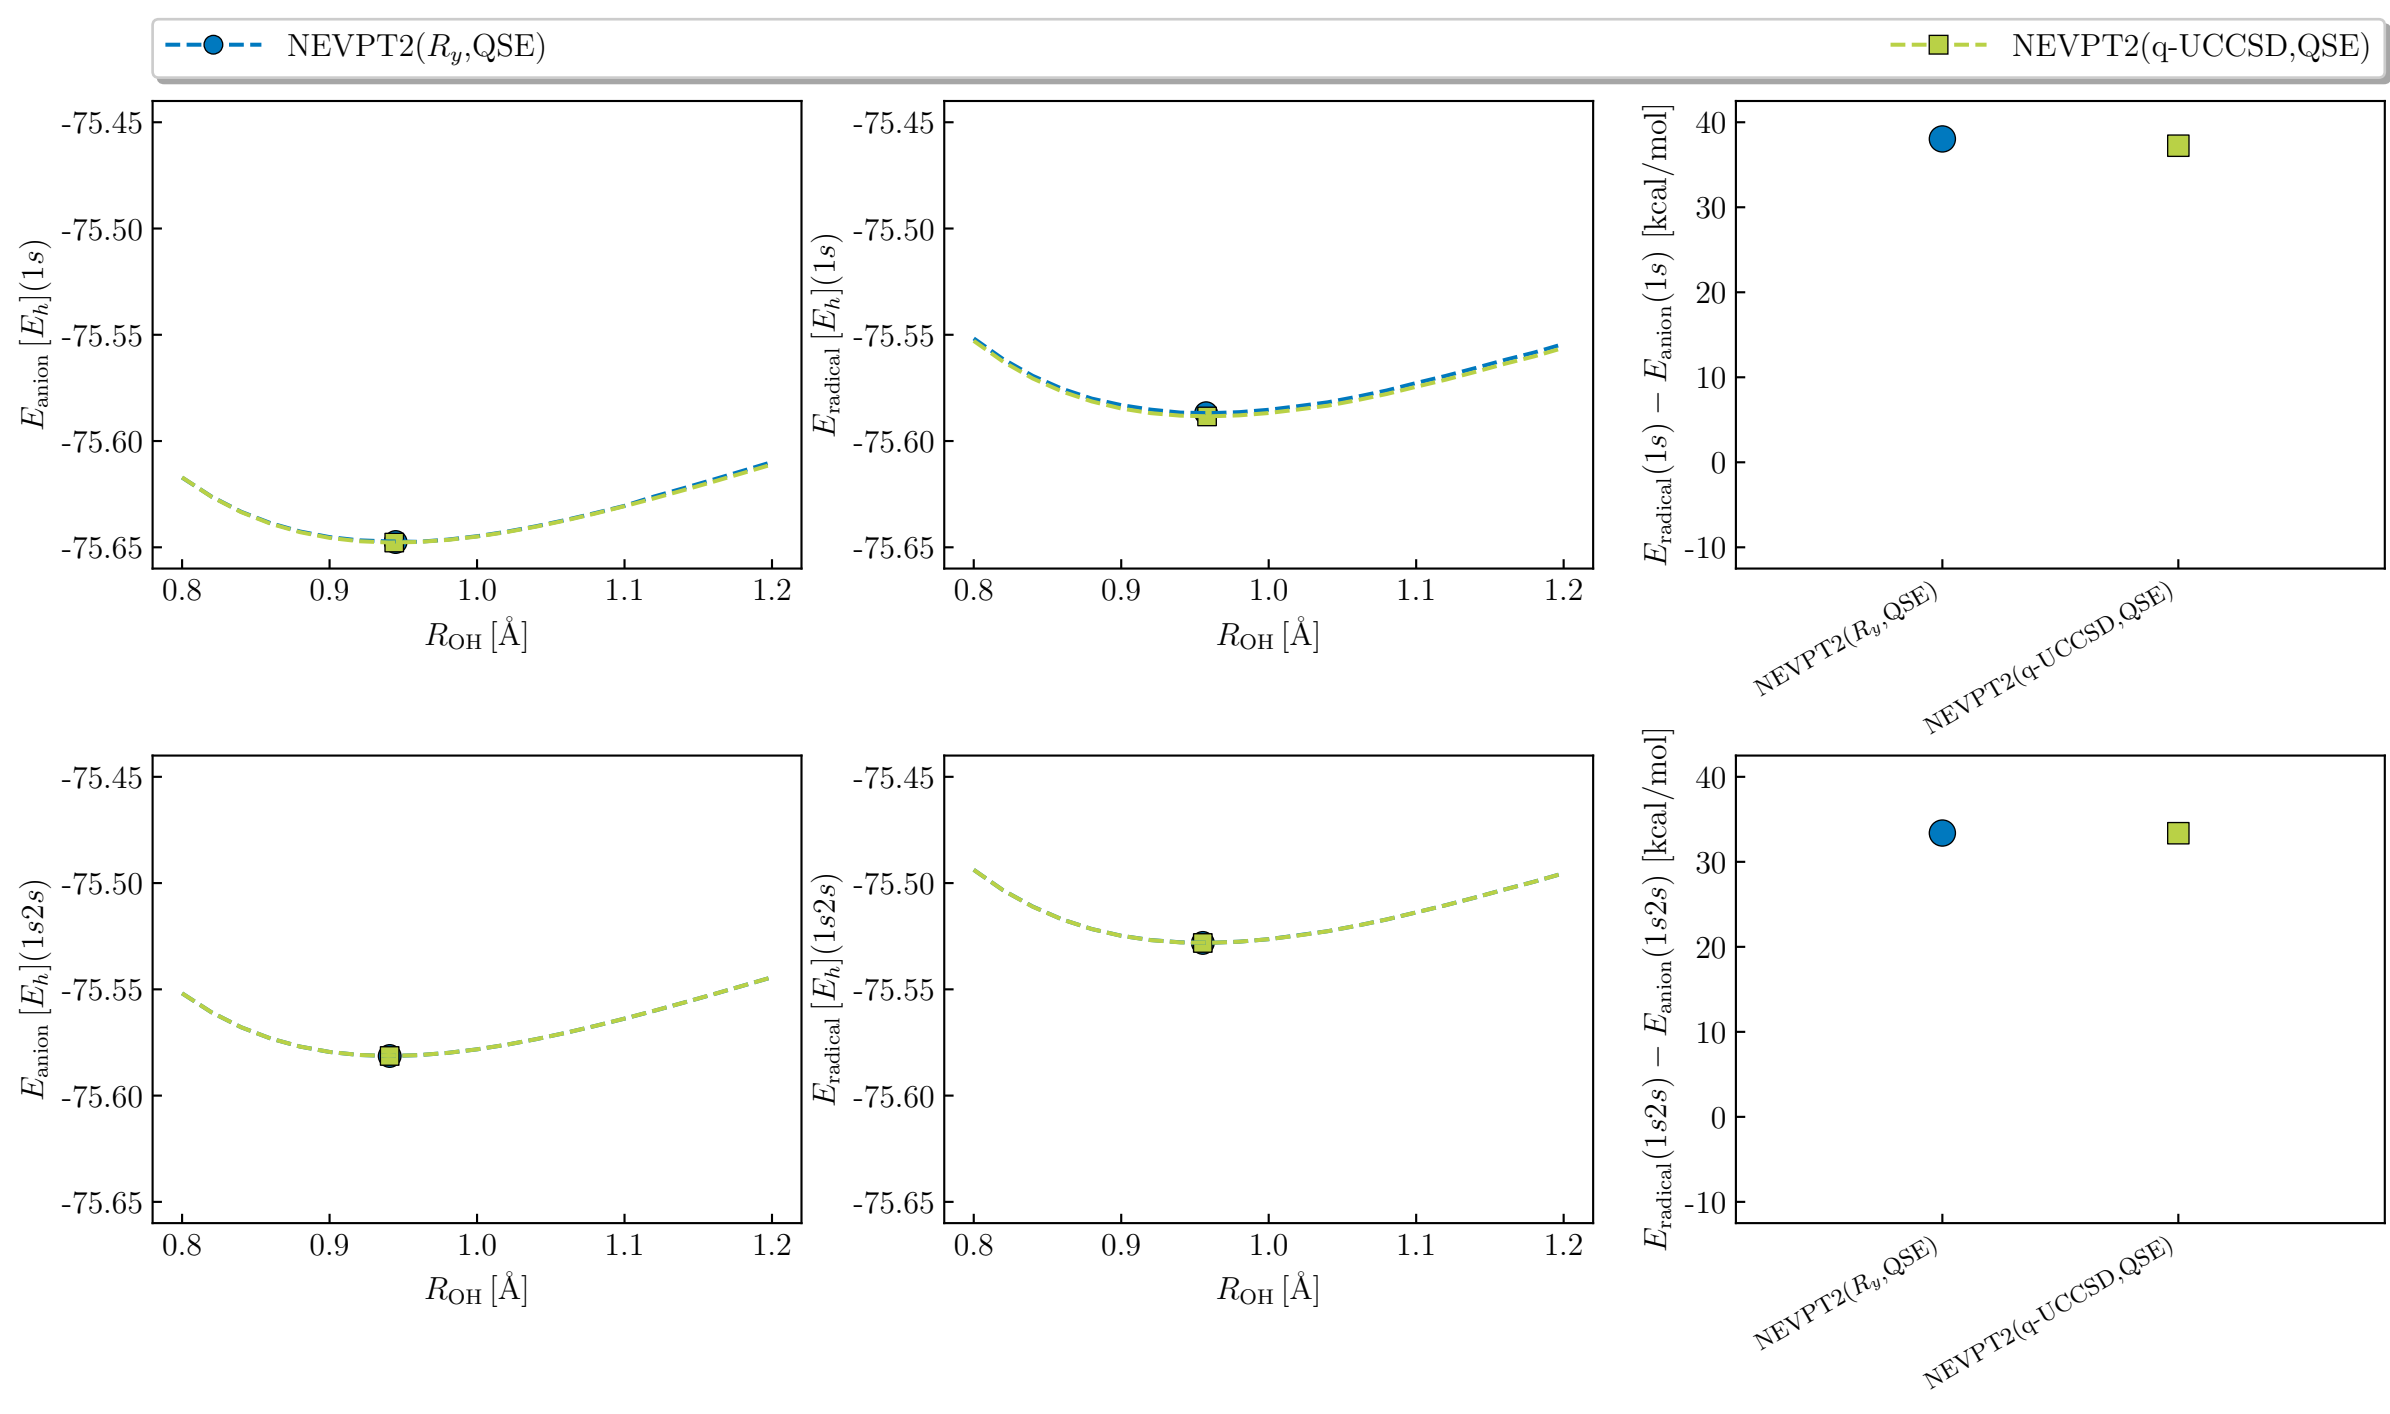 NEVPT2(R_y,QSE)
NEVPT2(q-UCCSD,QSE)
E_anion [E_h](1s)
-75.45
-75.50
-75.55
-75.60
-75.65
0.8 0.9 1.0 1.1 1.2
R_OH [Å]
E_radical [E_h](1s)
-75.45
-75.50
-75.55
-75.60
-75.65
0.8 0.9 1.0 1.1 1.2
R_OH [Å]
E_radical(1s) − E_anion(1s) [kcal/mol]
40
30
20
10
0
-10
NEVPT2(R_y,QSE)
NEVPT2(q-UCCSD,QSE)
E_anion [E_h](1s2s)
-75.45
-75.50
-75.55
-75.60
-75.65
0.8 0.9 1.0 1.1 1.2
R_OH [Å]
E_radical [E_h](1s2s)
-75.45
-75.50
-75.55
-75.60
-75.65
0.8 0.9 1.0 1.1 1.2
R_OH [Å]
E_radical(1s2s) − E_anion(1s2s) [kcal/mol]
40
30
20
10
0
-10
NEVPT2(R_y,QSE)
NEVPT2(q-UCCSD,QSE)